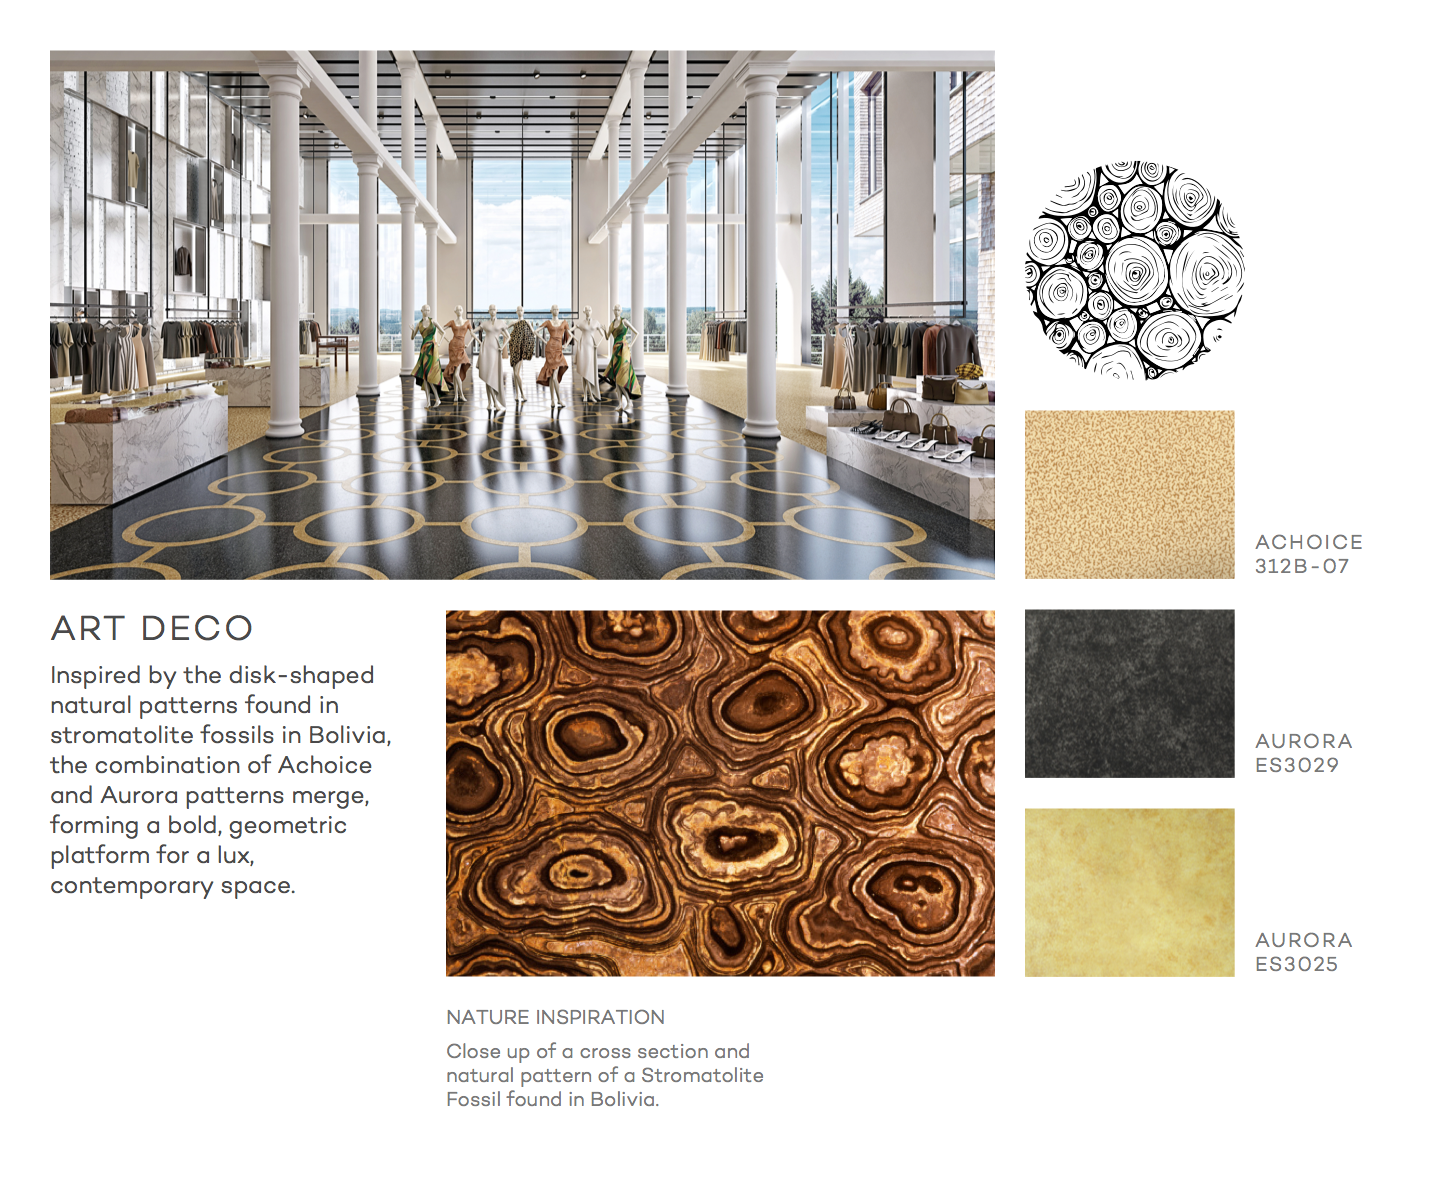 ACHOICE
312B-07
ART DECO
Inspired by the disk-shaped
natural patterns found in
stromatolite fossils in Bolivia,
the combination of Achoice
and Aurora patterns merge,
forming a bold, geometric
platform for a lux,
contemporary space.
AURORA
ES3029
AURORA
ES3025
NATURE INSPIRATION
Close up of a cross section and
natural pattern of a Stromatolite
Fossil found in Bolivia.